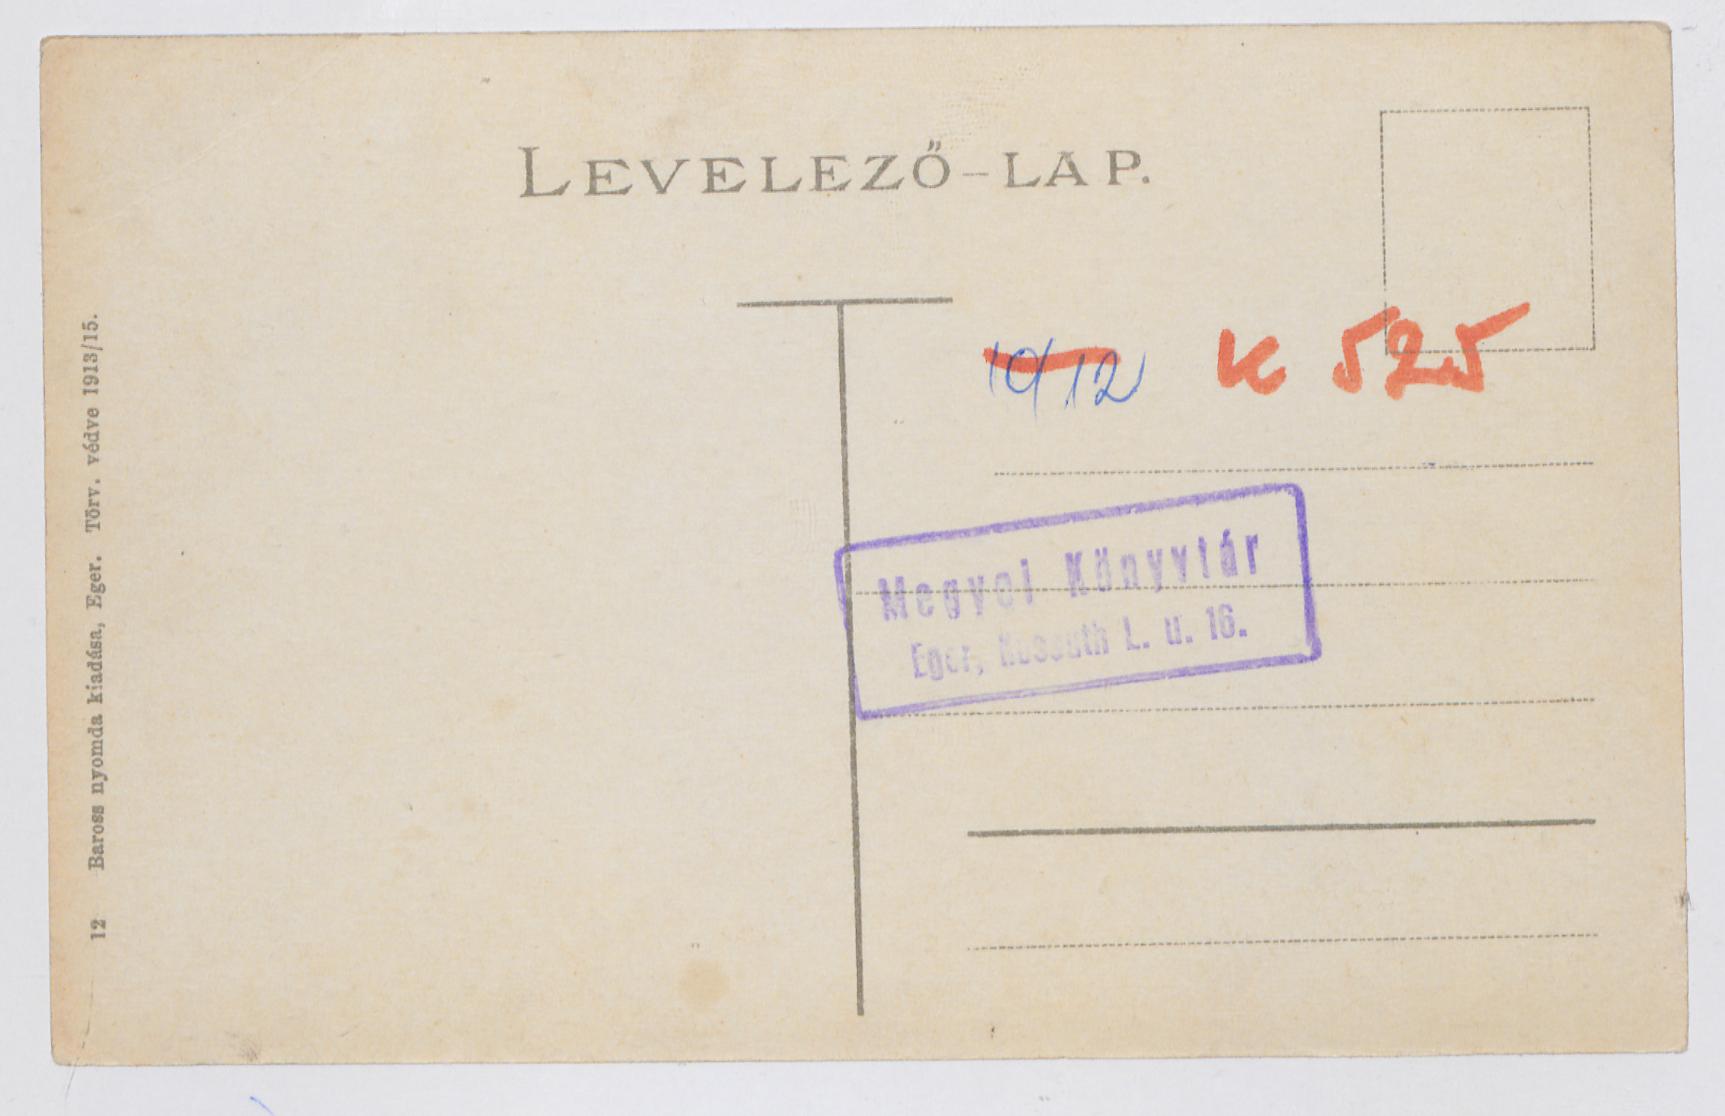 LEVELEZŐ-LAP.
1912 K 525
Megyei Könyvtár
Eger, Kossuth L. u. 16.
12 Baross nyomda kiadása, Eger. Törv. védve 1913/15.